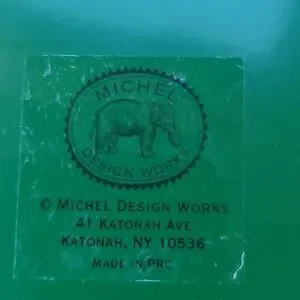 MICHEL
DESIGN WORKS
© MICHEL DESIGN WORKS
41 KATONAH AVE
KATONAH, NY 10536
MADE IN PRC